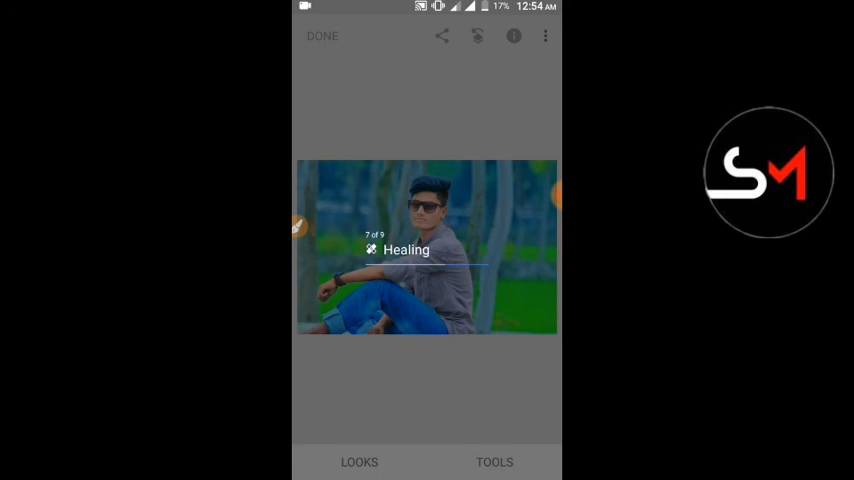 17% 12:54 AM
DONE
SM
7 of 9
Healing
LOOKS
TOOLS